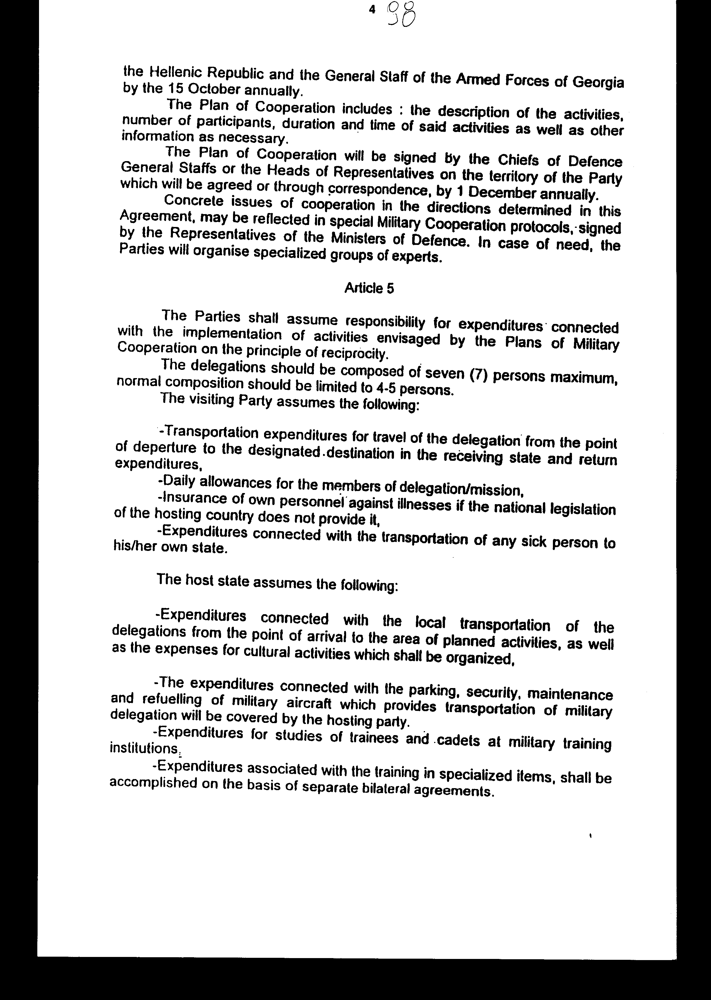 4 98
the Hellenic Republic and the General Staff of the Armed Forces of Georgia
by the 15 October annually.
The Plan of Cooperation includes : the description of the activities,
number of participants, duration and time of said activities as well as other
information as necessary.
The Plan of Cooperation will be signed by the Chiefs of Defence
General Staffs or the Heads of Representatives on the territory of the Party
which will be agreed or through correspondence, by 1 December annually.
Concrete issues of cooperation in the directions determined in this
Agreement, may be reflected in special Military Cooperation protocols, signed
by the Representatives of the Ministers of Defence. In case of need, the
Parties will organise specialized groups of experts.
Article 5
The Parties shall assume responsibility for expenditures connected
with the implementation of activities envisaged by the Plans of Military
Cooperation on the principle of reciprocity.
The delegations should be composed of seven (7) persons maximum,
normal composition should be limited to 4-5 persons.
The visiting Party assumes the following:
-Transportation expenditures for travel of the delegation from the point
of deperture to the designated destination in the receiving state and return
expenditures,
-Daily allowances for the members of delegation/mission,
-Insurance of own personnel against illnesses if the national legislation
of the hosting country does not provide it,
-Expenditures connected with the transportation of any sick person to
his/her own state.
The host state assumes the following:
-Expenditures connected with the local transportation of the
delegations from the point of arrival to the area of planned activities, as well
as the expenses for cultural activities which shall be organized,
-The expenditures connected with the parking, security, maintenance
and refuelling of military aircraft which provides transportation of military
delegation will be covered by the hosting party.
-Expenditures for studies of trainees and cadets at military training
institutions.
-Expenditures associated with the training in specialized items, shall be
accomplished on the basis of separate bilateral agreements.